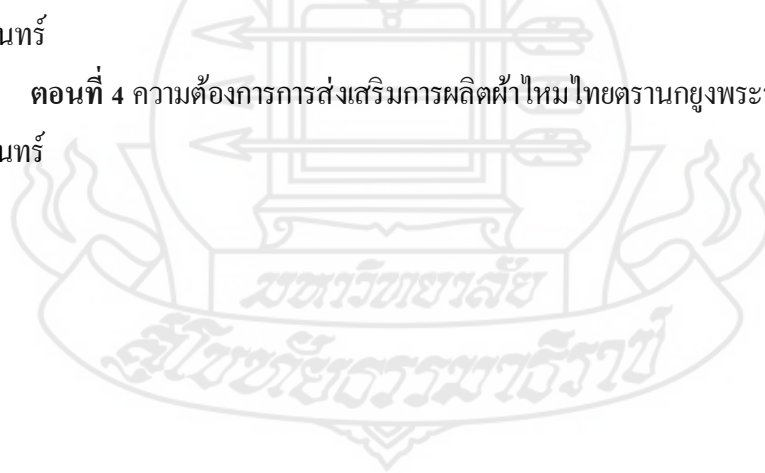 นทร์
ตอนที่ 4 ความต้องการการส่งเสริมการผลิตผ้าไหมไทยตรานกยูงพระ
นทร์
มหาวิทยาลัย
สุโขทัยธรรมาธิราช